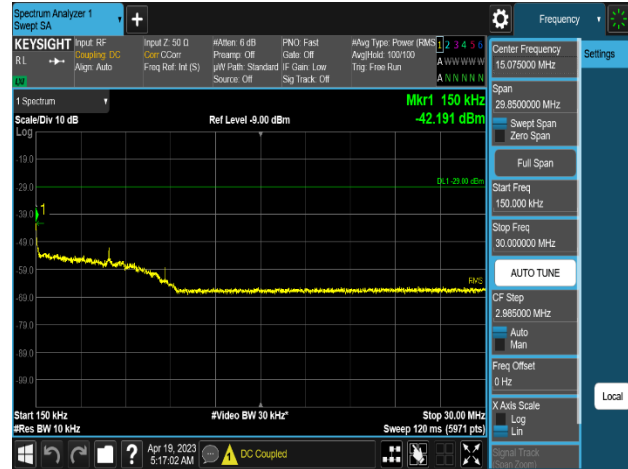 Spectrum Analyzer 1
Swept SA
Frequency
KEYSIGHT
RL
Input: RF
Coupling: DC
Align: Auto
Input Z: 50 Ω
Corr CCorr
Freq Ref: Int (S)
#Atten: 6 dB
Preamp: Off
µW Path: Standard
Source: Off
PNO: Fast
Gate: Off
IF Gain: Low
Sig Track: Off
#Avg Type: Power (RMS)
Avg|Hold: 100/100
Trig: Free Run
1 2 3 4 5 6
A W W W W W
A N N N N N
LW
1 Spectrum
Scale/Div 10 dB
Log
Ref Level -9.00 dBm
Mkr1 150 kHz
-42.191 dBm
-19.0
-29.0
DL1 -29.00 dBm
-39.0
1
-49.0
-59.0
RMS
-69.0
-79.0
-89.0
-99.0
Start 150 kHz
#Res BW 10 kHz
#Video BW 30 kHz*
Stop 30.00 MHz
Sweep 120 ms (5971 pts)
Center Frequency
15.075000 MHz
Settings
Span
29.8500000 MHz
Swept Span
Zero Span
Full Span
Start Freq
150.000 kHz
Stop Freq
30.000000 MHz
AUTO TUNE
CF Step
2.985000 MHz
Auto
Man
Freq Offset
0 Hz
X Axis Scale
Log
Lin
Local
Signal Track
(Span Zoom)
?
Apr 19, 2023
5:17:02 AM
DC Coupled